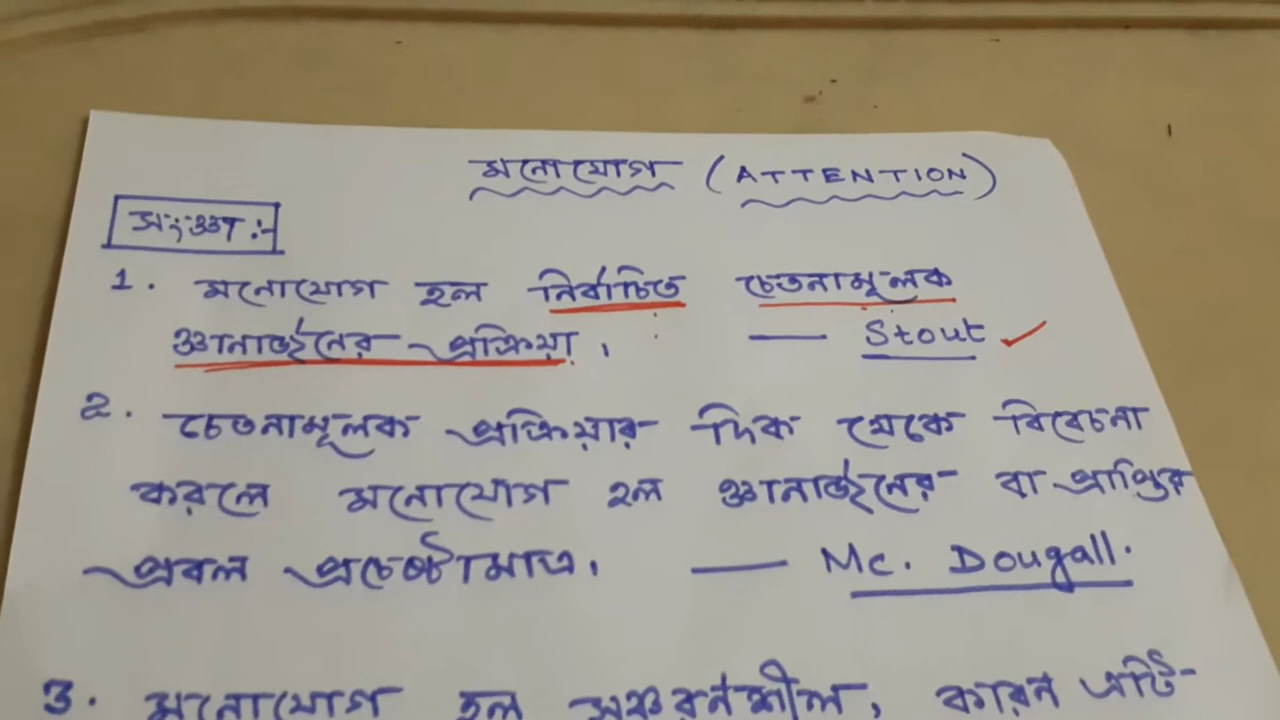 মনোযোগ (ATTENTION)
সংজ্ঞা :-
1. মনোযোগ হল নির্বাচিত চেতনামূলক
জ্ঞানার্জনের প্রক্রিয়া। — Stout ✓
2. চেতনামূলক প্রক্রিয়ার দিক থেকে বিবেচনা
করলে মনোযোগ হল জ্ঞানার্জনের বা প্রাপ্তির
প্রবল প্রচেষ্টামাত্র। — Mc. Dougall.
3. মনোযোগ হল সঞ্চরনশীল, কারন এটি-